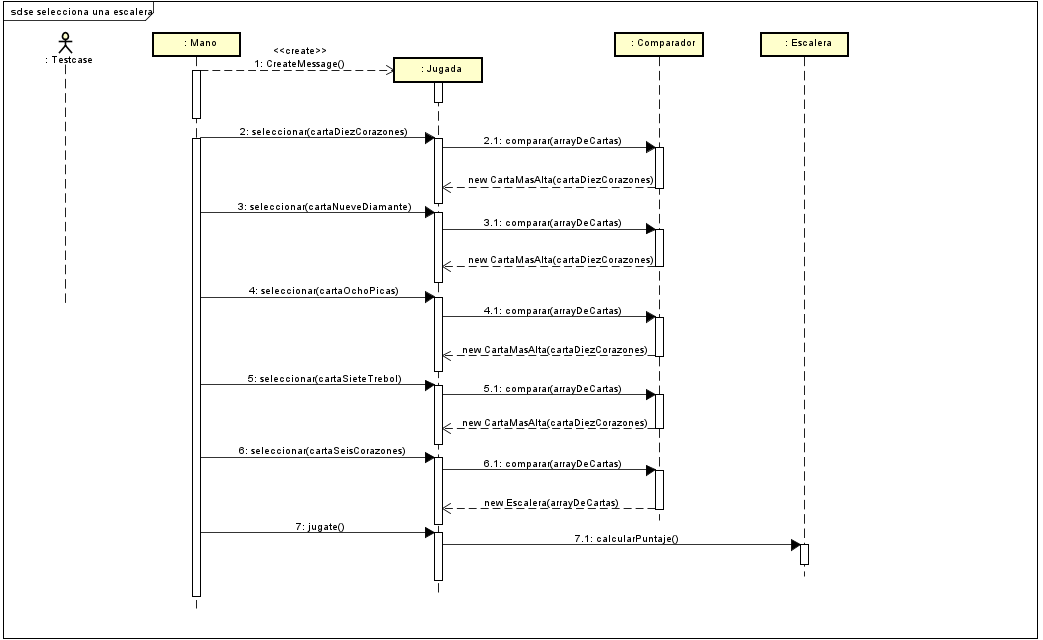 sdse selecciona una escalera
: Testcase
: Mano
<<create>>
1: CreateMessage()
: Jugada
: Comparador
: Escalera
2: seleccionar(cartaDiezCorazones)
2.1: comparar(arrayDeCartas)
new CartaMasAlta(cartaDiezCorazones)
3: seleccionar(cartaNueveDiamante)
3.1: comparar(arrayDeCartas)
new CartaMasAlta(cartaDiezCorazones)
4: seleccionar(cartaOchoPicas)
4.1: comparar(arrayDeCartas)
new CartaMasAlta(cartaDiezCorazones)
5: seleccionar(cartaSieteTrebol)
5.1: comparar(arrayDeCartas)
new CartaMasAlta(cartaDiezCorazones)
6: seleccionar(cartaSeisCorazones)
6.1: comparar(arrayDeCartas)
new Escalera(arrayDeCartas)
7: jugate()
7.1: calcularPuntaje()